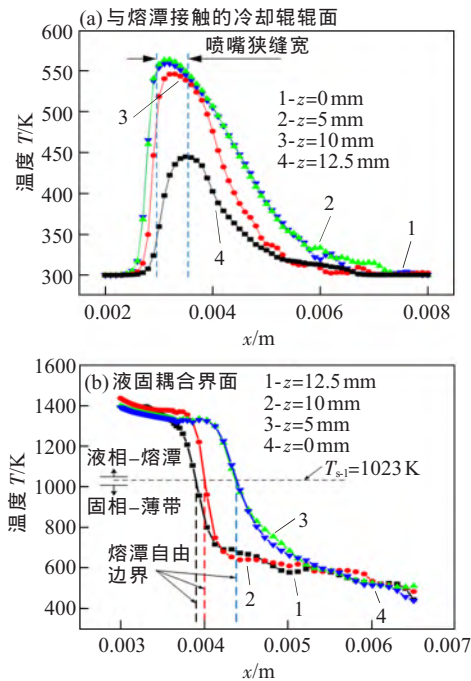 (a) 与熔潭接触的冷却辊辊面
喷嘴狭缝宽
1-z=0 mm
2-z=5 mm
3-z=10 mm
4-z=12.5 mm
3
2
1
4
温度 T/K
550
500
450
400
350
300
0.002
0.004
0.006
0.008
x/m
(b) 液固耦合界面
1-z=12.5 mm
2-z=10 mm
3-z=5 mm
4-z=0 mm
液相–熔潭
固相–薄带
Ts-l=1023 K
熔潭自由
边界
3
2
1
4
温度 T/K
1600
1400
1200
1000
800
600
400
0.003
0.004
0.005
0.006
0.007
x/m